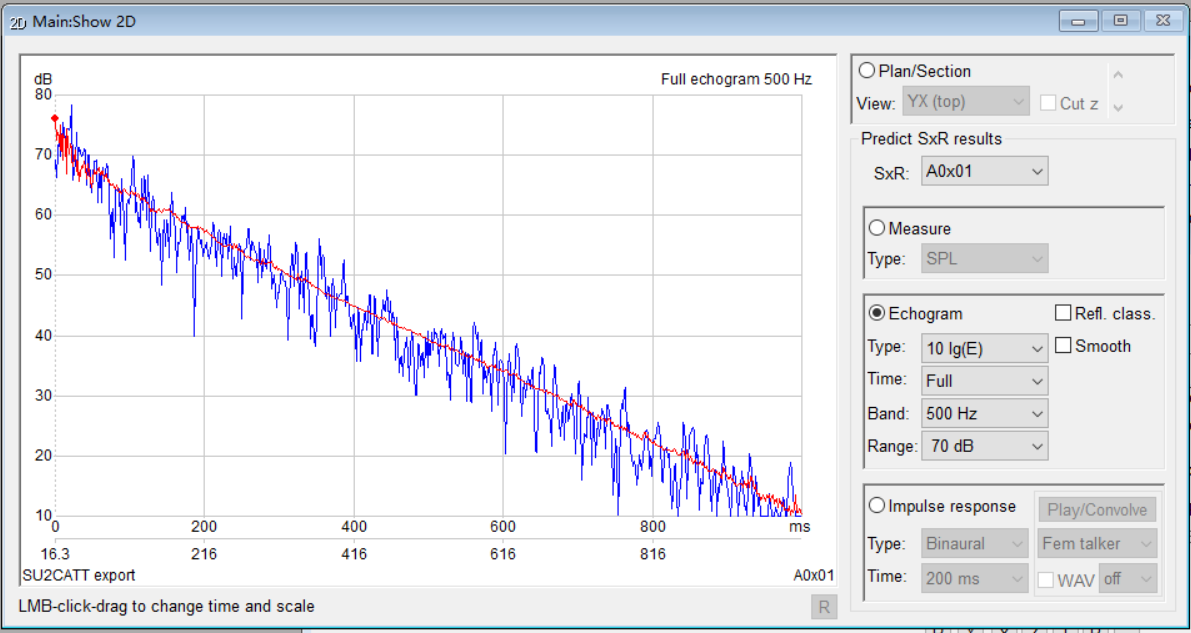 2D Main:Show 2D
dB
Full echogram 500 Hz
80
70
60
50
40
30
20
10
0 200 400 600 800 ms
16.3 216 416 616 816
SU2CATT export A0x01
LMB-click-drag to change time and scale R
Plan/Section
View: YX (top) Cut z
Predict SxR results
SxR: A0x01
Measure
Type: SPL
Echogram Refl. class.
Type: 10 lg(E) Smooth
Time: Full
Band: 500 Hz
Range: 70 dB
Impulse response Play/Convolve
Type: Binaural Fem talker
Time: 200 ms WAV off